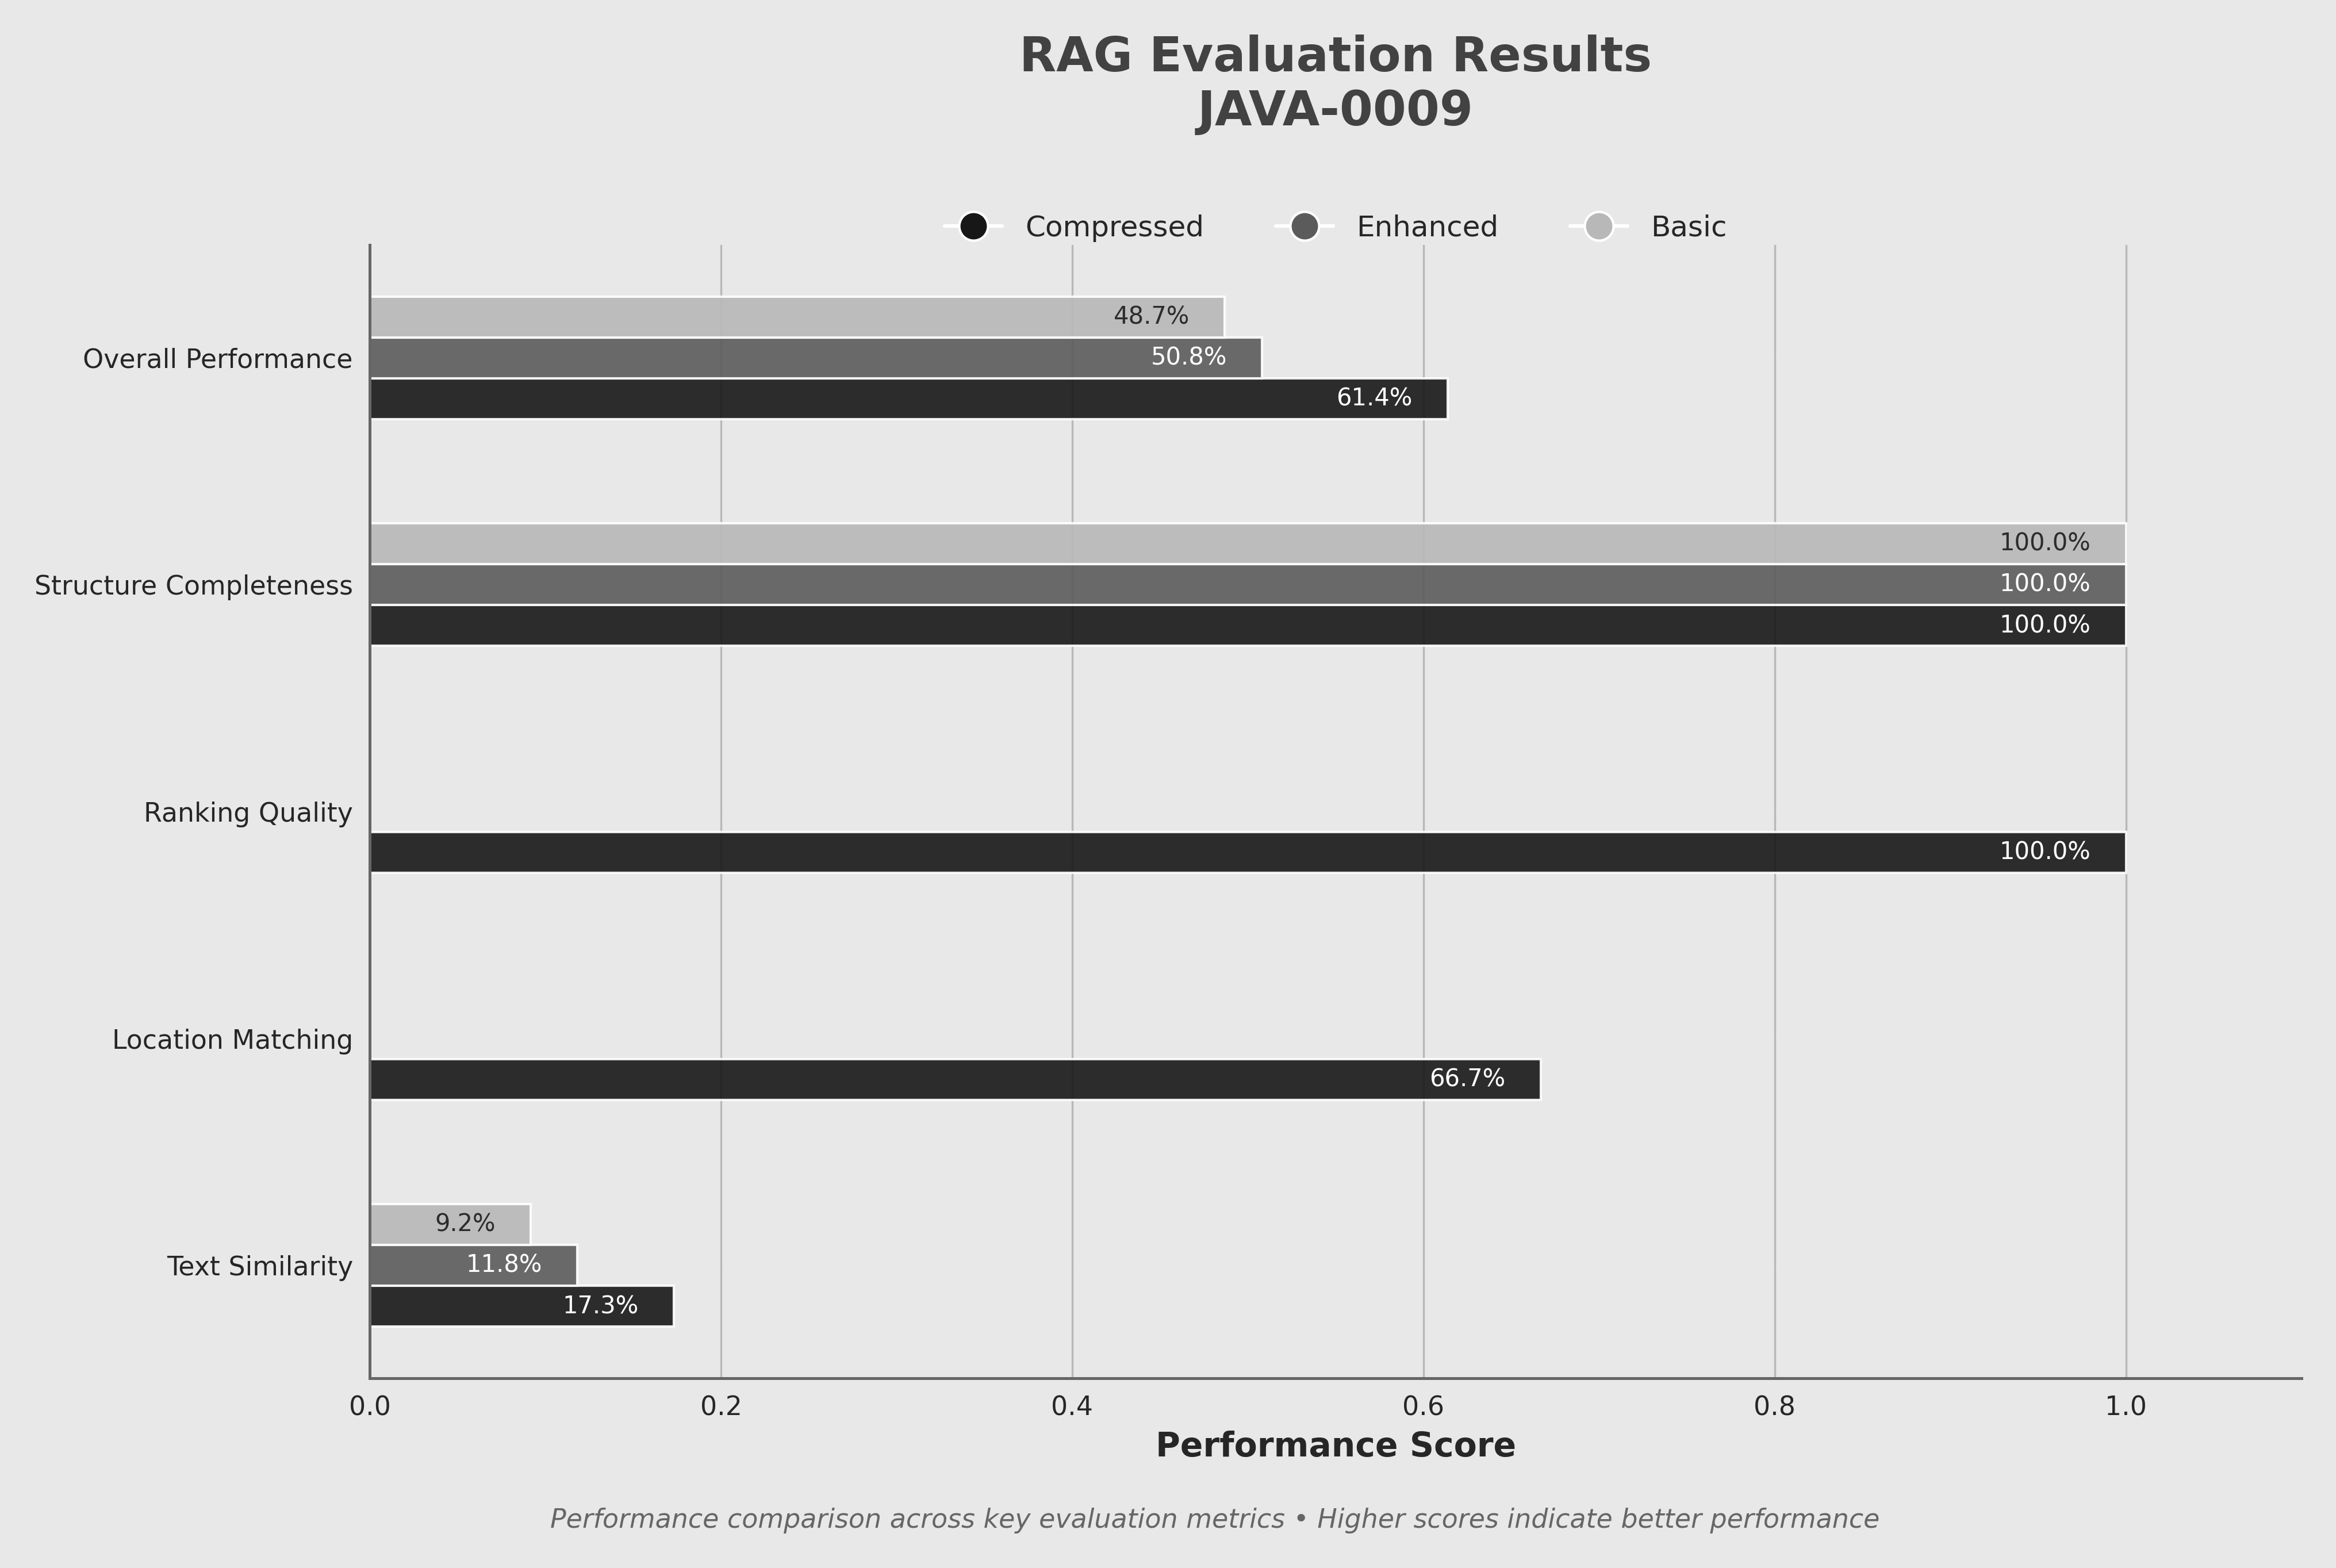 RAG Evaluation Results
JAVA-0009
Compressed Enhanced Basic
Overall Performance
48.7%
50.8%
61.4%
Structure Completeness
100.0%
100.0%
100.0%
Ranking Quality
100.0%
Location Matching
66.7%
Text Similarity
9.2%
11.8%
17.3%
0.0 0.2 0.4 0.6 0.8 1.0
Performance Score
Performance comparison across key evaluation metrics • Higher scores indicate better performance